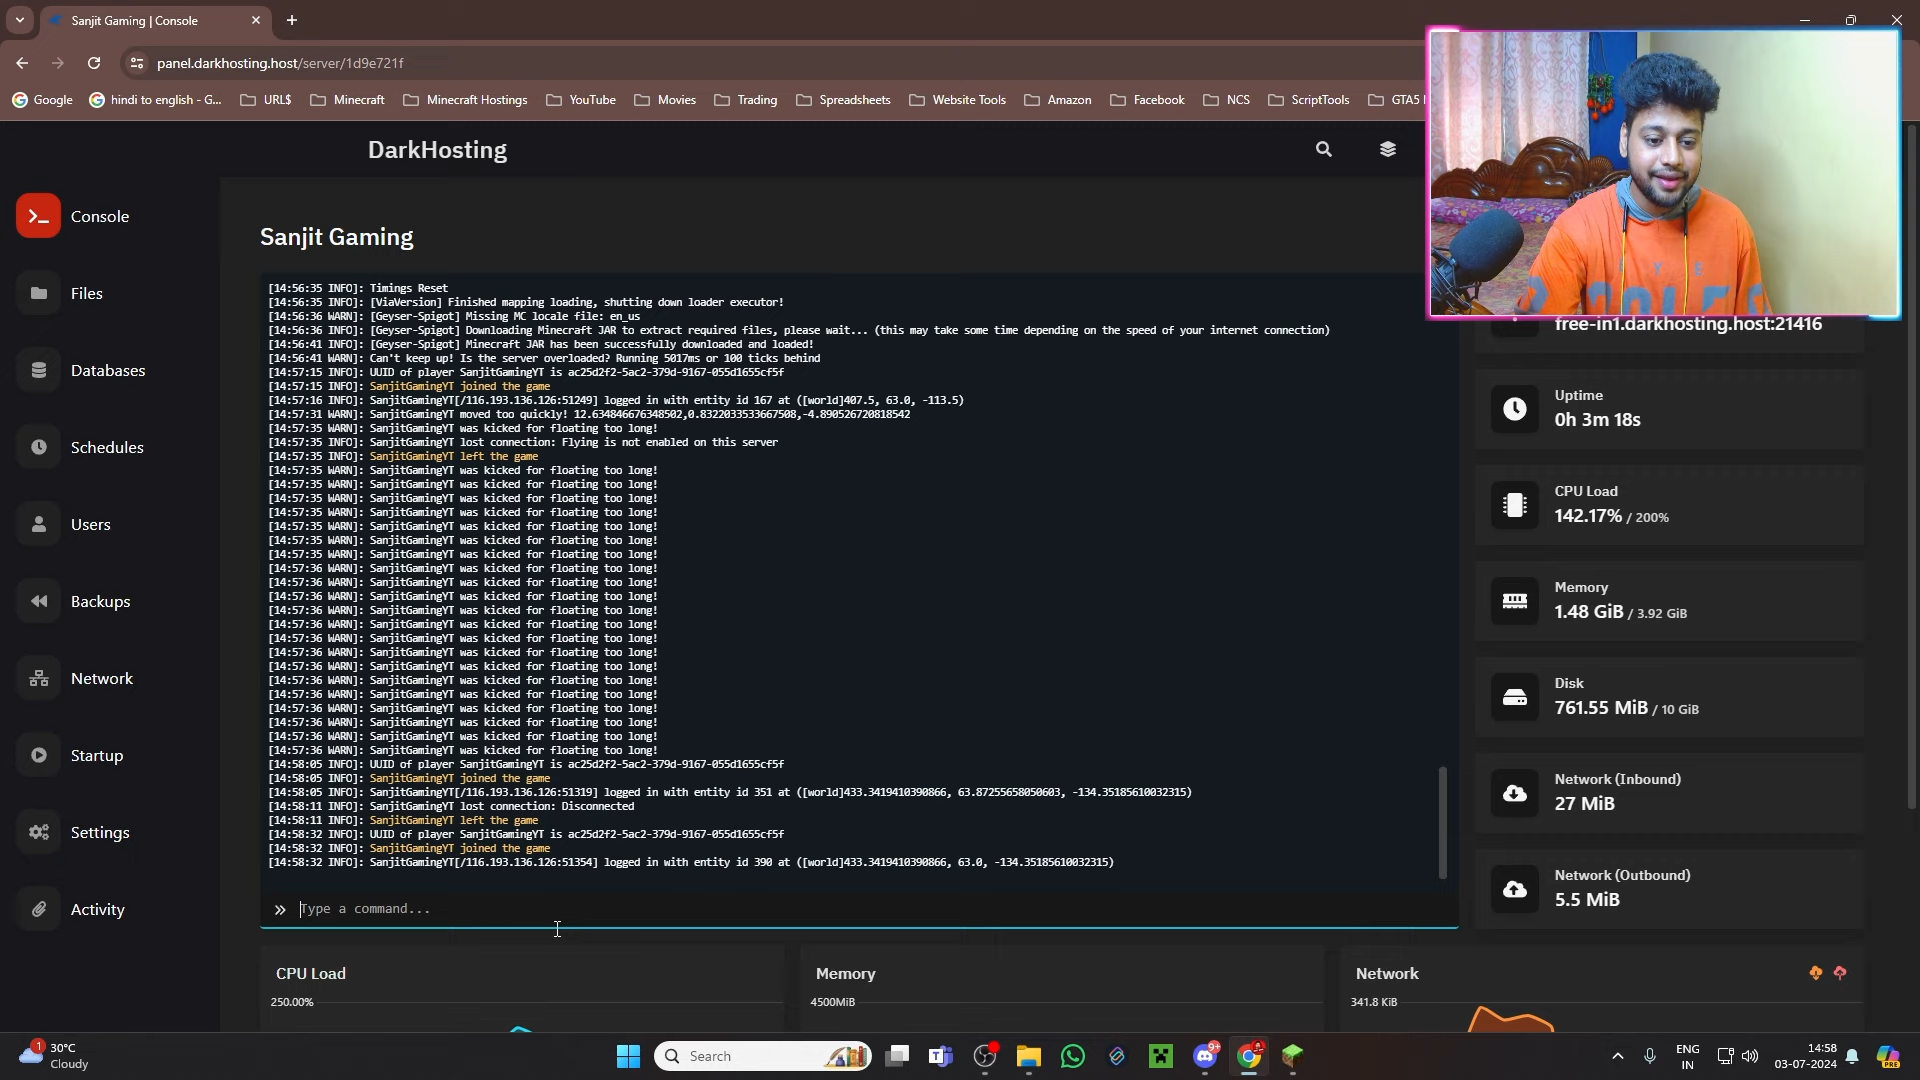 Sanjit Gaming | Console
panel.darkhosting.host/server/1d9e721f
Google
hindi to english - G...
URL$
Minecraft
Minecraft Hostings
YouTube
Movies
Trading
Spreadsheets
Website Tools
Amazon
Facebook
NCS
ScriptTools
DarkHosting
Console
Files
Databases
Schedules
Users
Backups
Network
Startup
Settings
Activity
Sanjit Gaming
[14:56:35 INFO]: Timings Reset
[14:56:35 INFO]: [ViaVersion] Finished mapping loading, shutting down loader executor!
[14:56:36 WARN]: [Geyser-Spigot] Missing MC locale file: en_us
[14:56:36 INFO]: [Geyser-Spigot] Downloading Minecraft JAR to extract required files, please wait... (this may take some time depending on the speed of your internet connection)
[14:56:41 INFO]: [Geyser-Spigot] Minecraft JAR has been successfully downloaded and loaded!
[14:56:41 WARN]: Can't keep up! Is the server overloaded? Running 5017ms or 100 ticks behind
[14:57:15 INFO]: UUID of player SanjitGamingYT is ac25d2f2-5ac2-379d-9167-055d1655cf5f
[14:57:15 INFO]: SanjitGamingYT joined the game
[14:57:16 INFO]: SanjitGamingYT[/116.193.136.126:51249] logged in with entity id 167 at ([world]407.5, 63.0, -113.5)
[14:57:31 WARN]: SanjitGamingYT moved too quickly! 12.634846676348502,0.8322033533667508,-4.890526720818542
[14:57:35 WARN]: SanjitGamingYT was kicked for floating too long!
[14:57:35 INFO]: SanjitGamingYT lost connection: Flying is not enabled on this server
[14:57:35 INFO]: SanjitGamingYT left the game
[14:57:35 WARN]: SanjitGamingYT was kicked for floating too long!
[14:57:35 WARN]: SanjitGamingYT was kicked for floating too long!
[14:57:35 WARN]: SanjitGamingYT was kicked for floating too long!
[14:57:35 WARN]: SanjitGamingYT was kicked for floating too long!
[14:57:35 WARN]: SanjitGamingYT was kicked for floating too long!
[14:57:35 WARN]: SanjitGamingYT was kicked for floating too long!
[14:57:35 WARN]: SanjitGamingYT was kicked for floating too long!
[14:57:36 WARN]: SanjitGamingYT was kicked for floating too long!
[14:57:36 WARN]: SanjitGamingYT was kicked for floating too long!
[14:57:36 WARN]: SanjitGamingYT was kicked for floating too long!
[14:57:36 WARN]: SanjitGamingYT was kicked for floating too long!
[14:57:36 WARN]: SanjitGamingYT was kicked for floating too long!
[14:57:36 WARN]: SanjitGamingYT was kicked for floating too long!
[14:57:36 WARN]: SanjitGamingYT was kicked for floating too long!
[14:57:36 WARN]: SanjitGamingYT was kicked for floating too long!
[14:57:36 WARN]: SanjitGamingYT was kicked for floating too long!
[14:57:36 WARN]: SanjitGamingYT was kicked for floating too long!
[14:57:36 WARN]: SanjitGamingYT was kicked for floating too long!
[14:57:36 WARN]: SanjitGamingYT was kicked for floating too long!
[14:57:36 WARN]: SanjitGamingYT was kicked for floating too long!
[14:57:36 WARN]: SanjitGamingYT was kicked for floating too long!
[14:58:05 INFO]: UUID of player SanjitGamingYT is ac25d2f2-5ac2-379d-9167-055d1655cf5f
[14:58:05 INFO]: SanjitGamingYT joined the game
[14:58:05 INFO]: SanjitGamingYT[/116.193.136.126:51319] logged in with entity id 351 at ([world]433.3419410390866, 63.87255658050603, -134.35185610032315)
[14:58:11 INFO]: SanjitGamingYT lost connection: Disconnected
[14:58:11 INFO]: SanjitGamingYT left the game
[14:58:32 INFO]: UUID of player SanjitGamingYT is ac25d2f2-5ac2-379d-9167-055d1655cf5f
[14:58:32 INFO]: SanjitGamingYT joined the game
[14:58:32 INFO]: SanjitGamingYT[/116.193.136.126:51354] logged in with entity id 390 at ([world]433.3419410390866, 63.0, -134.35185610032315)
Type a command...
free-in1.darkhosting.host:21416
Uptime
0h 3m 18s
CPU Load
142.17% / 200%
Memory
1.48 GiB / 3.92 GiB
Disk
761.55 MiB / 10 GiB
Network (Inbound)
27 MiB
Network (Outbound)
5.5 MiB
CPU Load
250.00%
Memory
4500MiB
Network
341.8 KiB
1
30°C
Cloudy
Search
9+
ENG
IN
14:58
03-07-2024
PRE